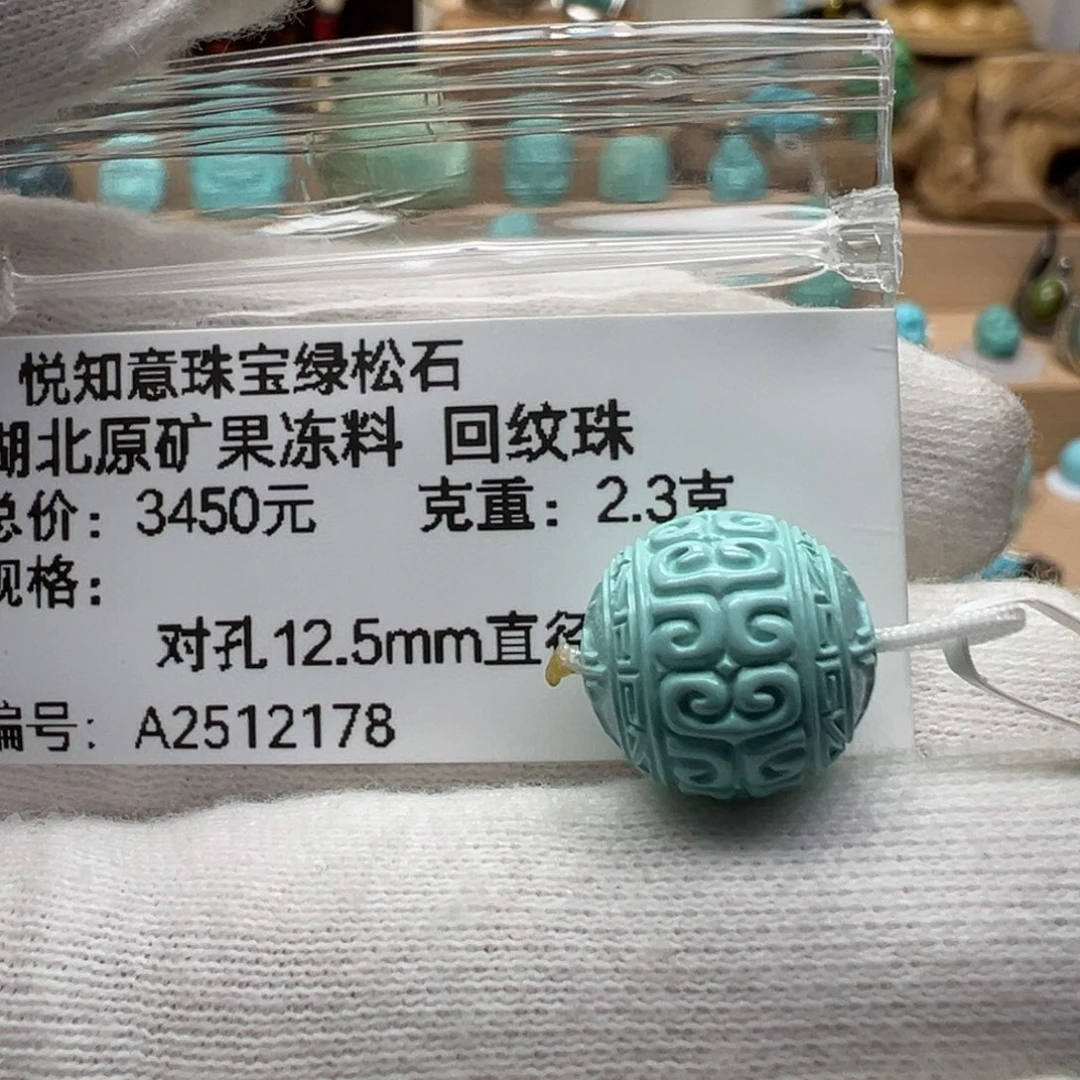 悦知意珠宝绿松石
湖北原矿果冻料 回纹珠
总价：3450元 克重：2.3克
规格：
对孔12.5mm直径
编号：A2512178